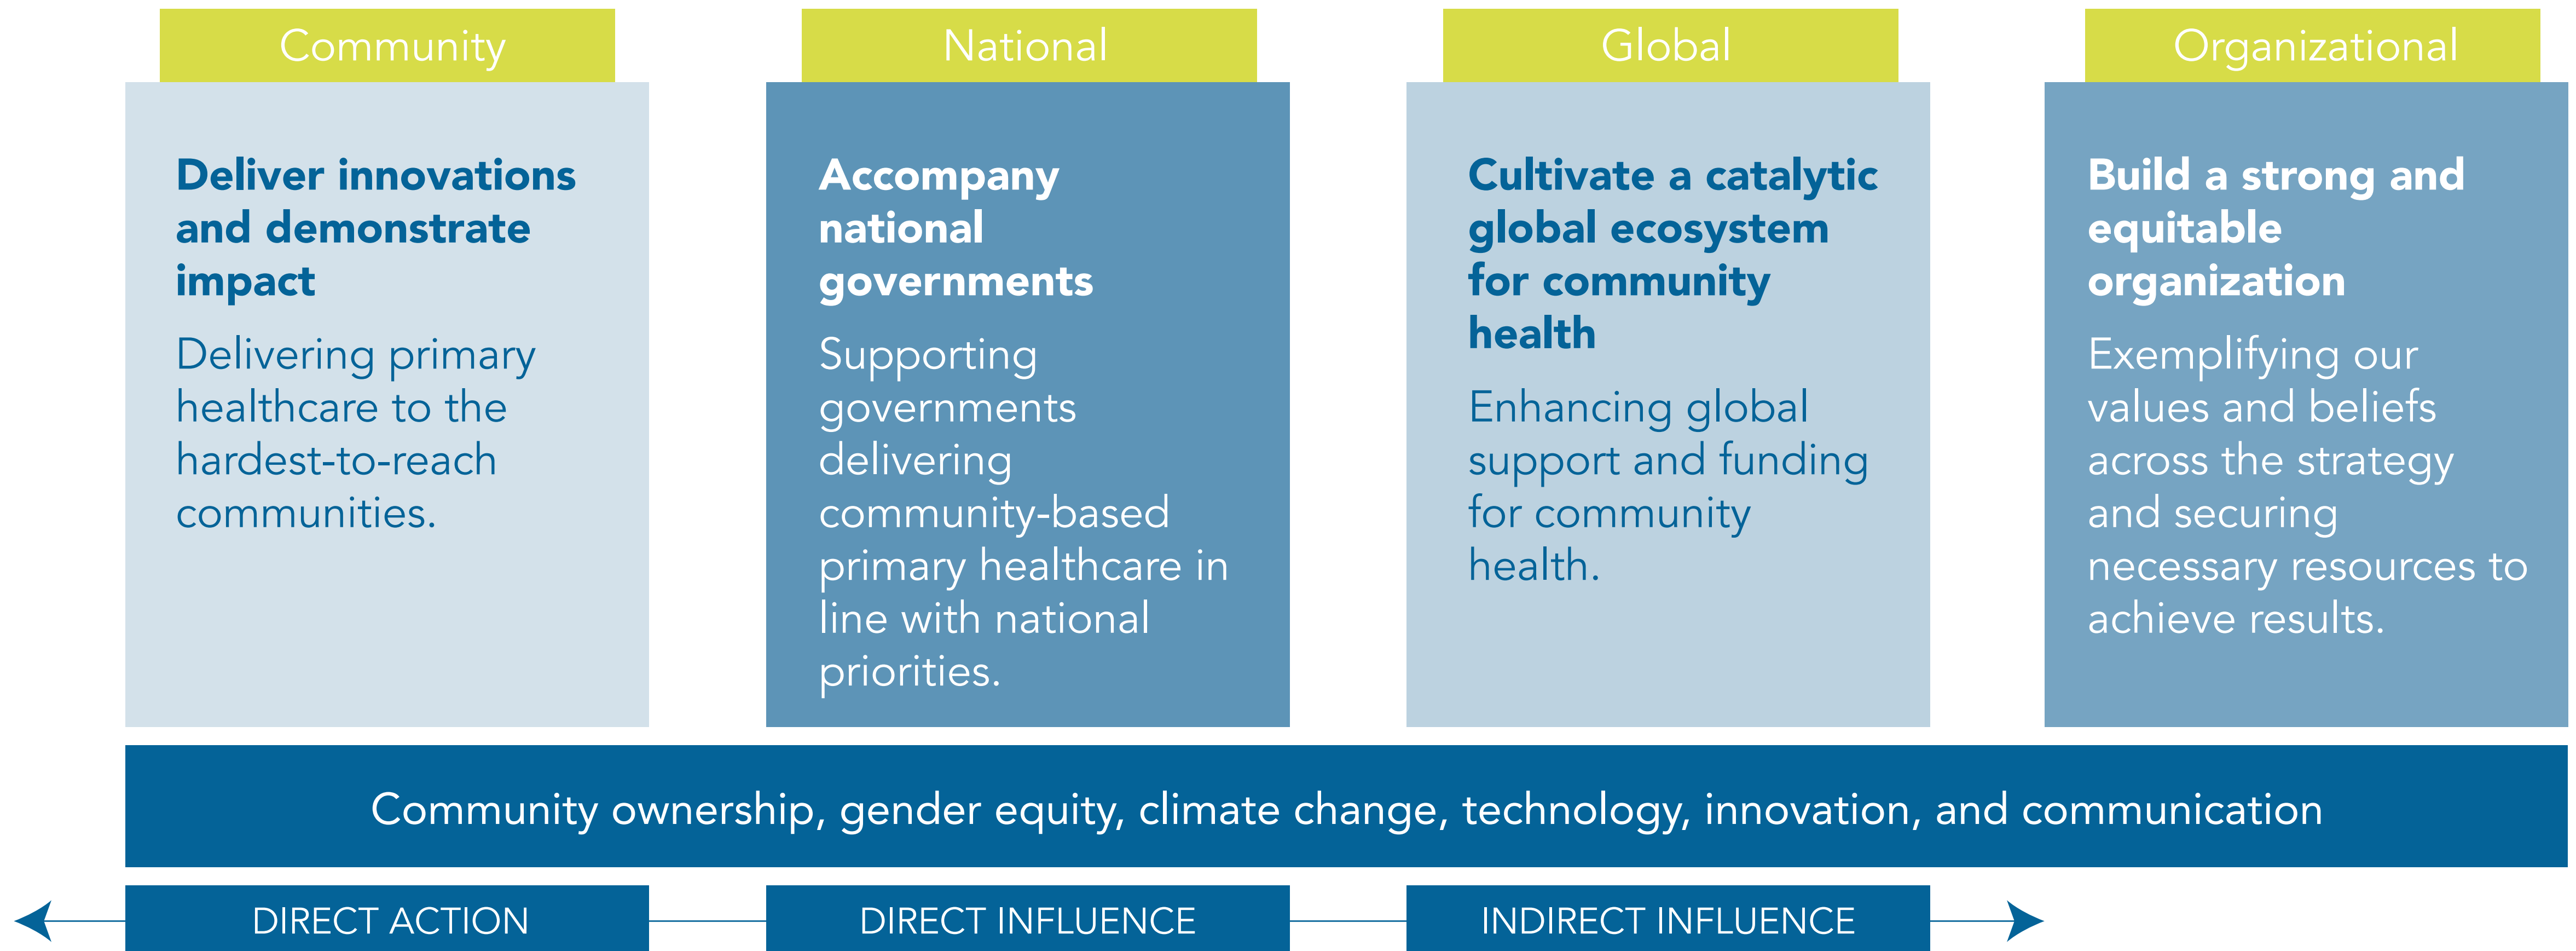 Community
Deliver innovations
and demonstrate
impact
Delivering primary
healthcare to the
hardest-to-reach
communities.
National
Accompany
national
governments
Supporting
governments
delivering
community-based
primary healthcare in
line with national
priorities.
Global
Cultivate a catalytic
global ecosystem
for community
health
Enhancing global
support and funding
for community
health.
Organizational
Build a strong and
equitable
organization
Exemplifying our
values and beliefs
across the strategy
and securing
necessary resources to
achieve results.
Community ownership, gender equity, climate change, technology, innovation, and communication
DIRECT ACTION
DIRECT INFLUENCE
INDIRECT INFLUENCE